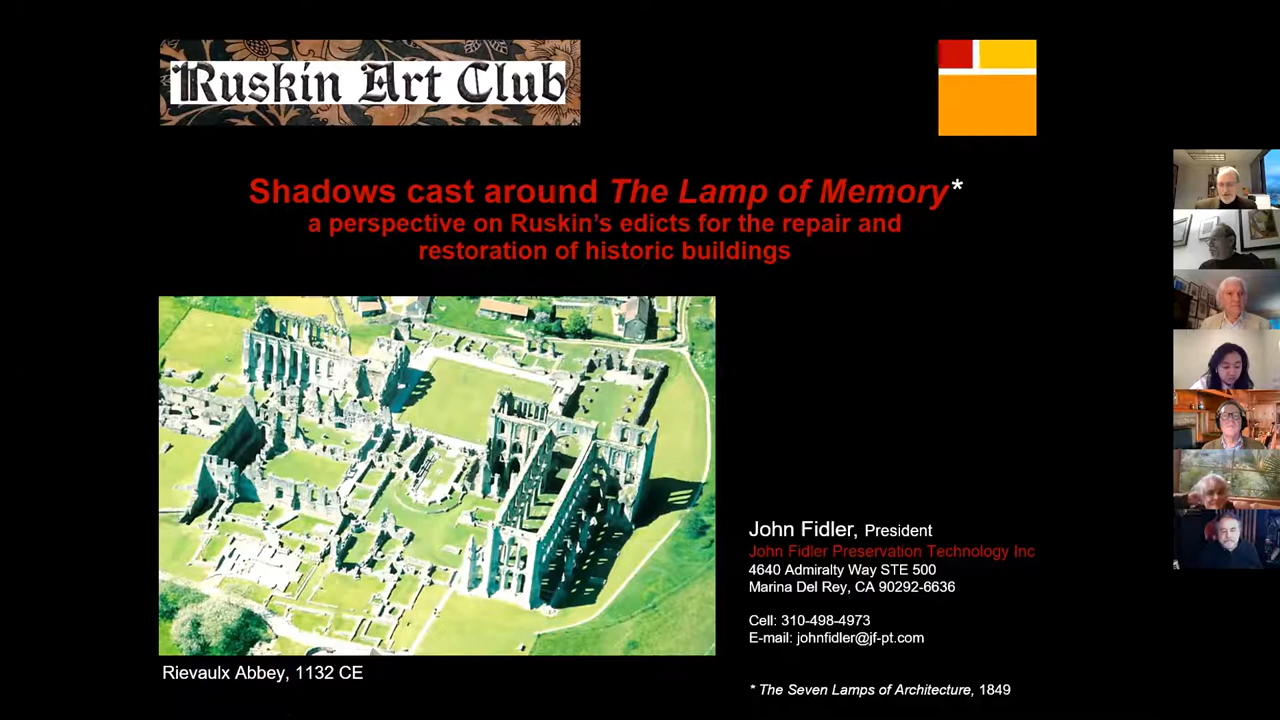 Ruskin Art Club
Shadows cast around The Lamp of Memory*
a perspective on Ruskin's edicts for the repair and
restoration of historic buildings
Rievaulx Abbey, 1132 CE
John Fidler, President
John Fidler Preservation Technology Inc
4640 Admiralty Way STE 500
Marina Del Rey, CA 90292-6636
Cell: 310-498-4973
E-mail: johnfidler@jf-pt.com
* The Seven Lamps of Architecture, 1849